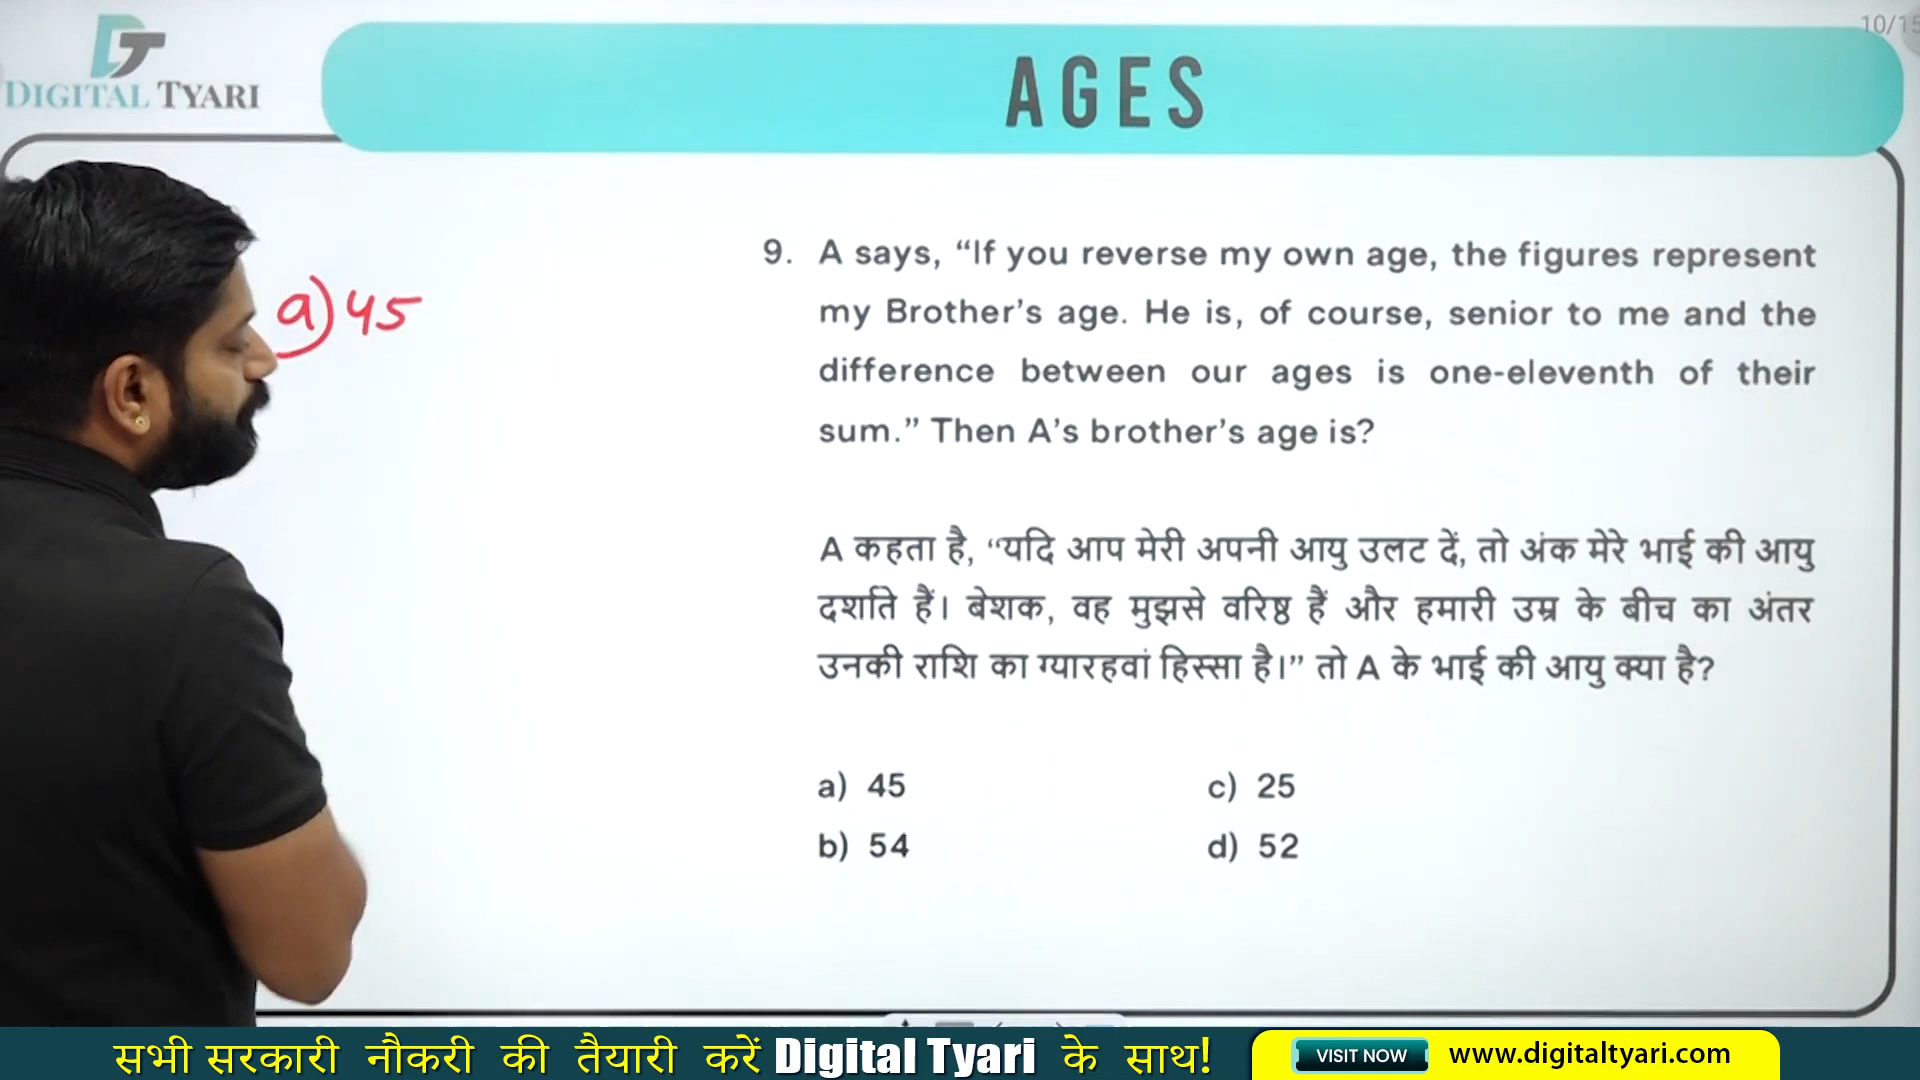 10/15
DT
DIGITAL TYARI
AGES
a) 45
9. A says, “If you reverse my own age, the figures represent
my Brother’s age. He is, of course, senior to me and the
difference between our ages is one-eleventh of their
sum.” Then A’s brother’s age is?
A कहता है, “यदि आप मेरी अपनी आयु उलट दें, तो अंक मेरे भाई की आयु
दर्शाते हैं। बेशक, वह मुझसे वरिष्ठ हैं और हमारी उम्र के बीच का अंतर
उनकी राशि का ग्यारहवां हिस्सा है।” तो A के भाई की आयु क्या है?
a) 45 c) 25
b) 54 d) 52
सभी सरकारी नौकरी की तैयारी करें Digital Tyari के साथ! VISIT NOW www.digitaltyari.com